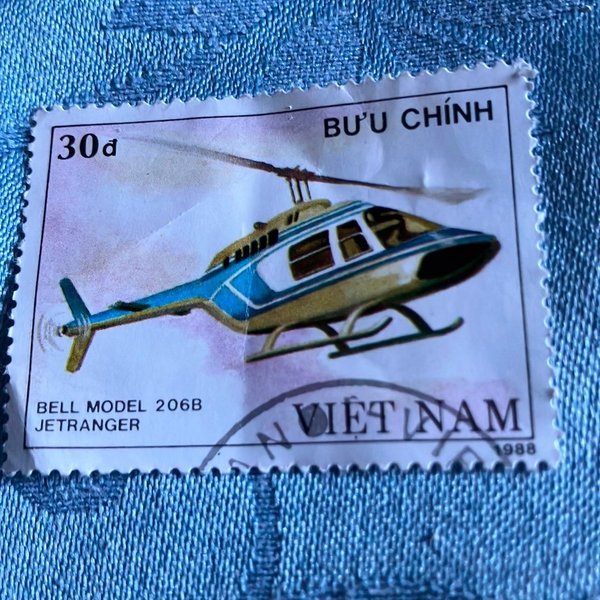 30đ
BƯU CHÍNH
BELL MODEL 206B
JETRANGER
VIỆT NAM
1988